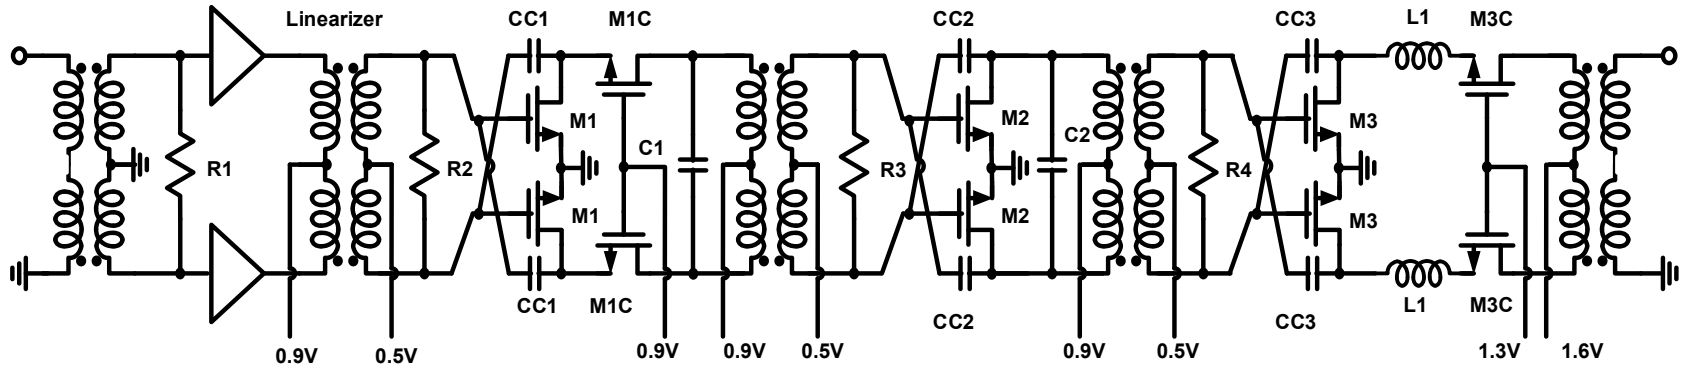 Linearizer
CC1
M1C
CC2
CC3
L1
M3C
R1
R2
M1
M1
C1
R3
M2
M2
C2
R4
M3
M3
CC1
M1C
CC2
CC3
L1
M3C
0.9V
0.5V
0.9V
0.9V
0.5V
0.9V
0.5V
1.3V
1.6V